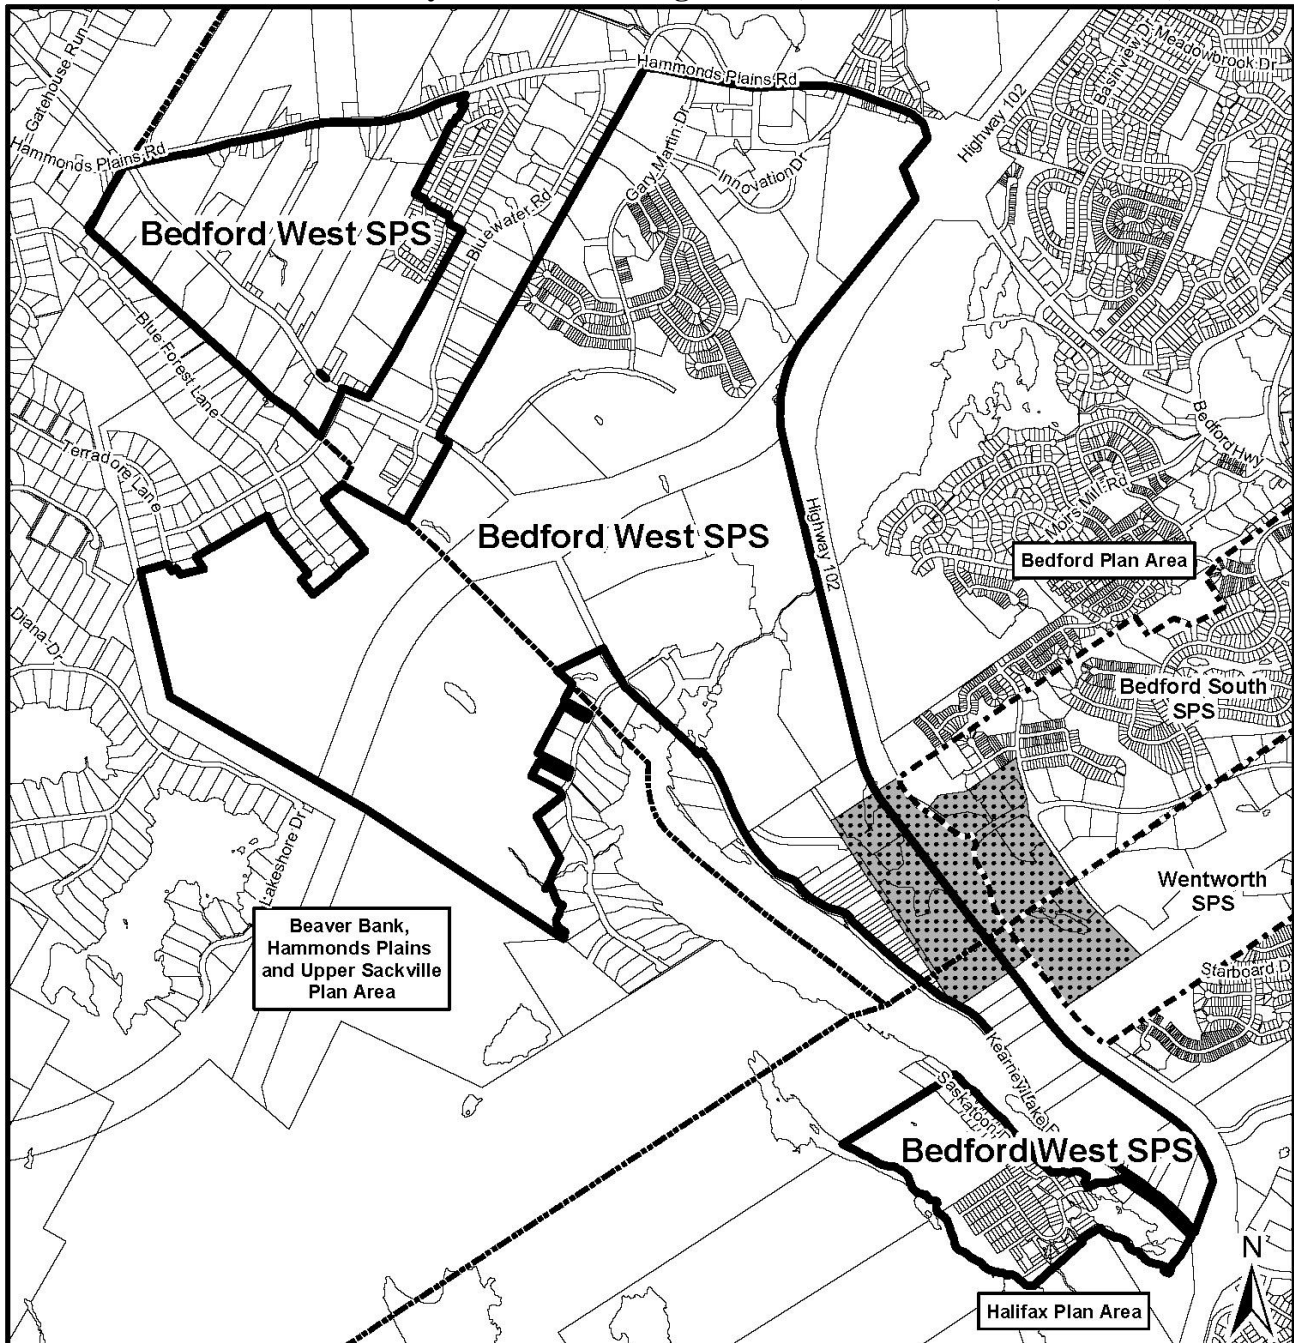 Gatehouse Run
Hammonds Plains Rd
Meadowbrook Dr
Basinview Dr
Highway 102
Hammonds Plains Rd
Gary Martin Dr
Innovation Dr
Bluewater Rd
Bedford West SPS
Blue Forest Lane
Terradore Lane
Bedford Hwy
Moirs Mill Rd
Highway 102
Bedford West SPS
Bedford Plan Area
Diana Dr
Bedford South
SPS
Lakeshore Dr
Wentworth
SPS
Beaver Bank,
Hammonds Plains
and Upper Sackville
Plan Area
Starboard D
Kearney Lake
Saskatoon
Bedford West SPS
N
Halifax Plan Area